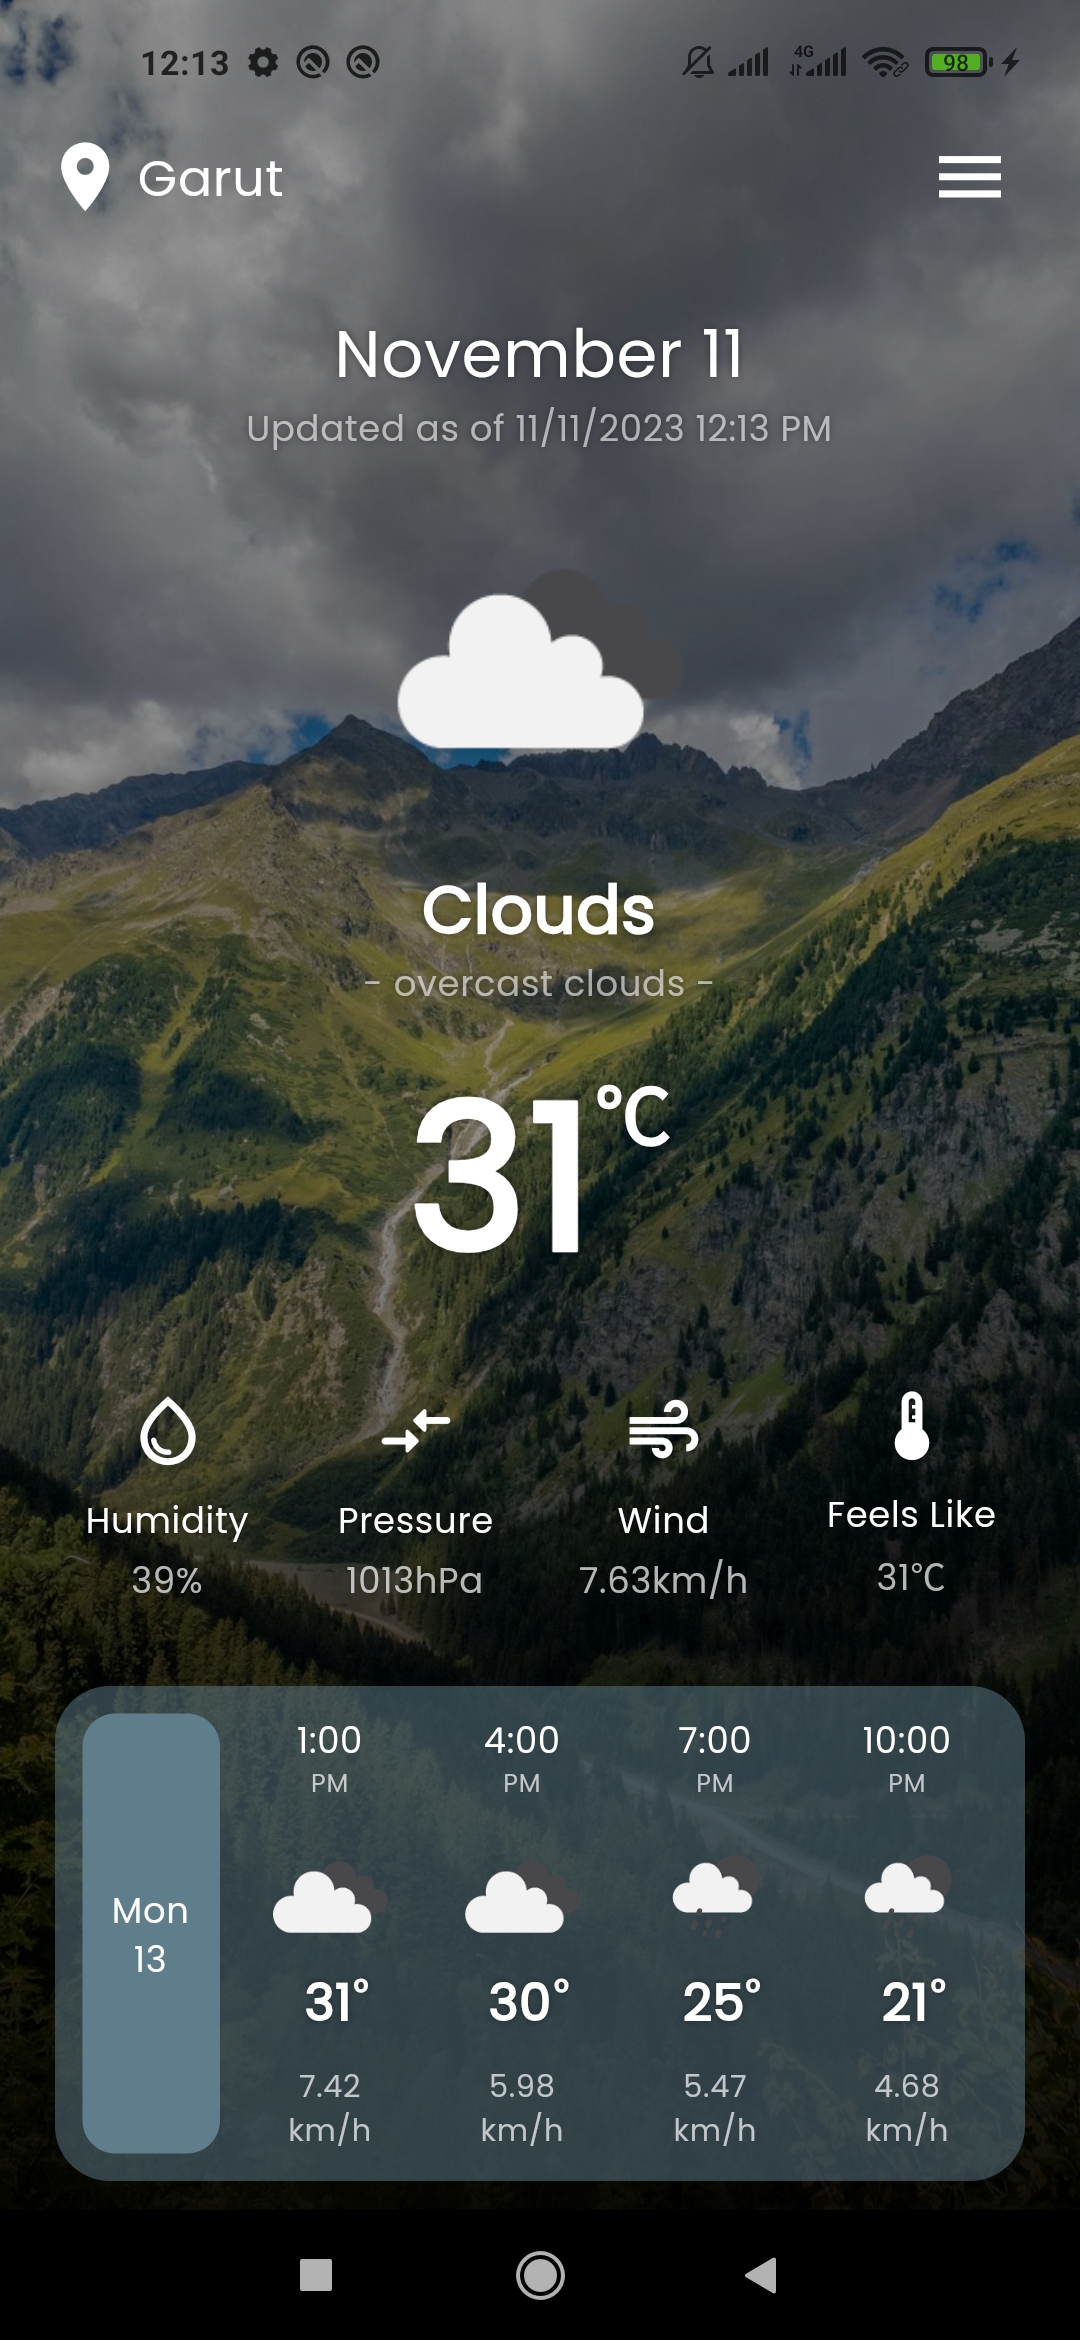 12:13 4G 98
Garut
November 11
Updated as of 11/11/2023 12:13 PM
Clouds
- overcast clouds -
31°C
Humidity Pressure Wind Feels Like
39% 1013hPa 7.63km/h 31°C
1:00 4:00 7:00 10:00
PM PM PM PM
Mon
13
31° 30° 25° 21°
7.42 5.98 5.47 4.68
km/h km/h km/h km/h